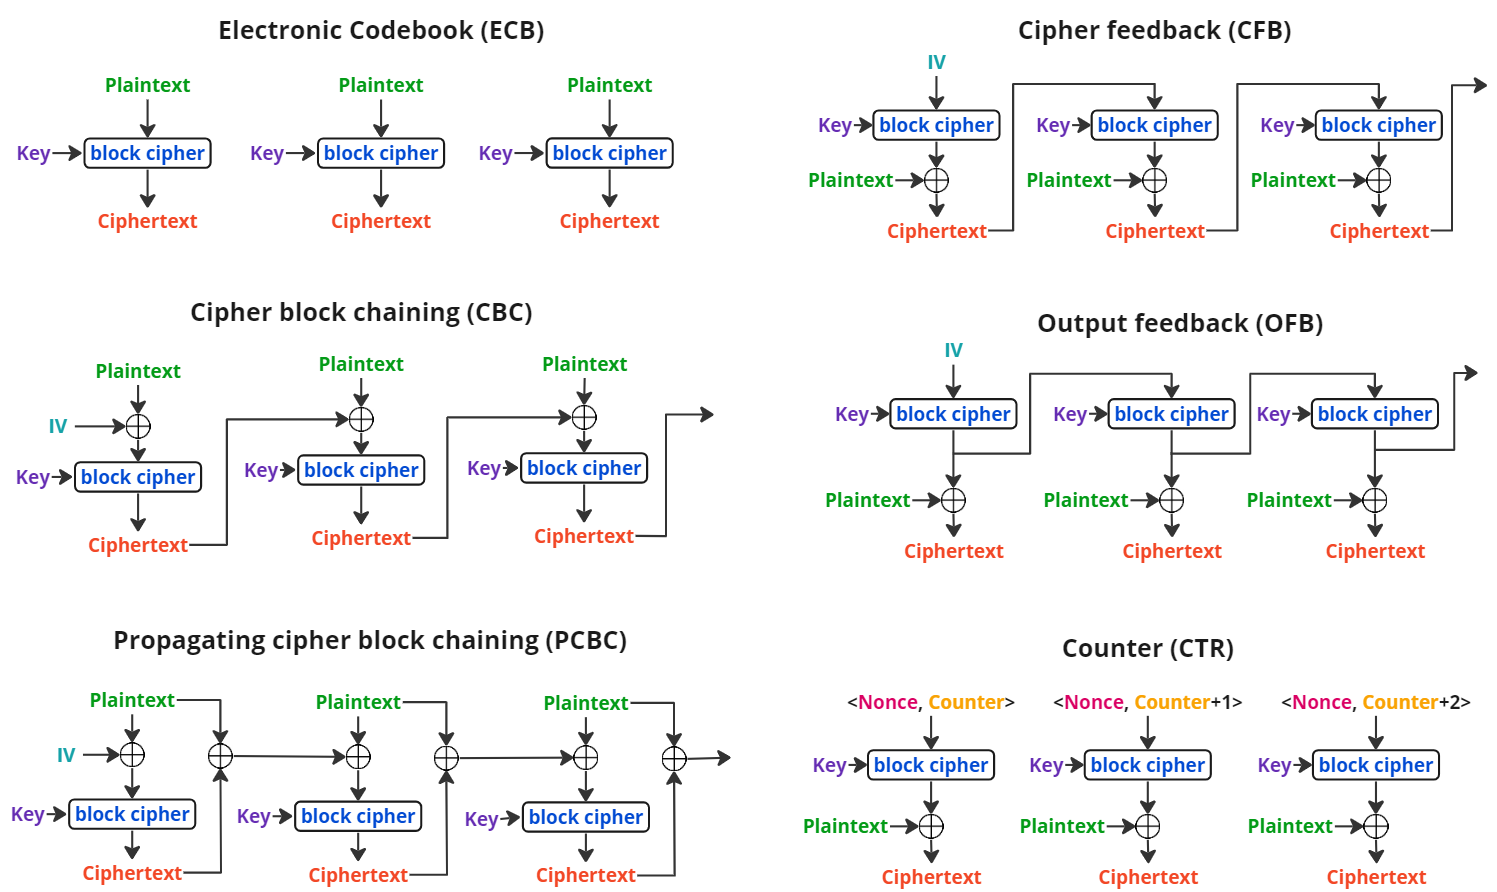 Electronic Codebook (ECB)
Plaintext Plaintext Plaintext
Key block cipher Key block cipher Key block cipher
Ciphertext Ciphertext Ciphertext
Cipher block chaining (CBC)
Plaintext Plaintext Plaintext
IV
Key block cipher Key block cipher Key block cipher
Ciphertext Ciphertext Ciphertext
Propagating cipher block chaining (PCBC)
Plaintext Plaintext Plaintext
IV
Key block cipher Key block cipher Key block cipher
Ciphertext Ciphertext Ciphertext
Cipher feedback (CFB)
IV
Key block cipher Key block cipher Key block cipher
Plaintext Plaintext Plaintext
Ciphertext Ciphertext Ciphertext
Output feedback (OFB)
IV
Key block cipher Key block cipher Key block cipher
Plaintext Plaintext Plaintext
Ciphertext Ciphertext Ciphertext
Counter (CTR)
<Nonce, Counter> <Nonce, Counter+1> <Nonce, Counter+2>
Key block cipher Key block cipher Key block cipher
Plaintext Plaintext Plaintext
Ciphertext Ciphertext Ciphertext